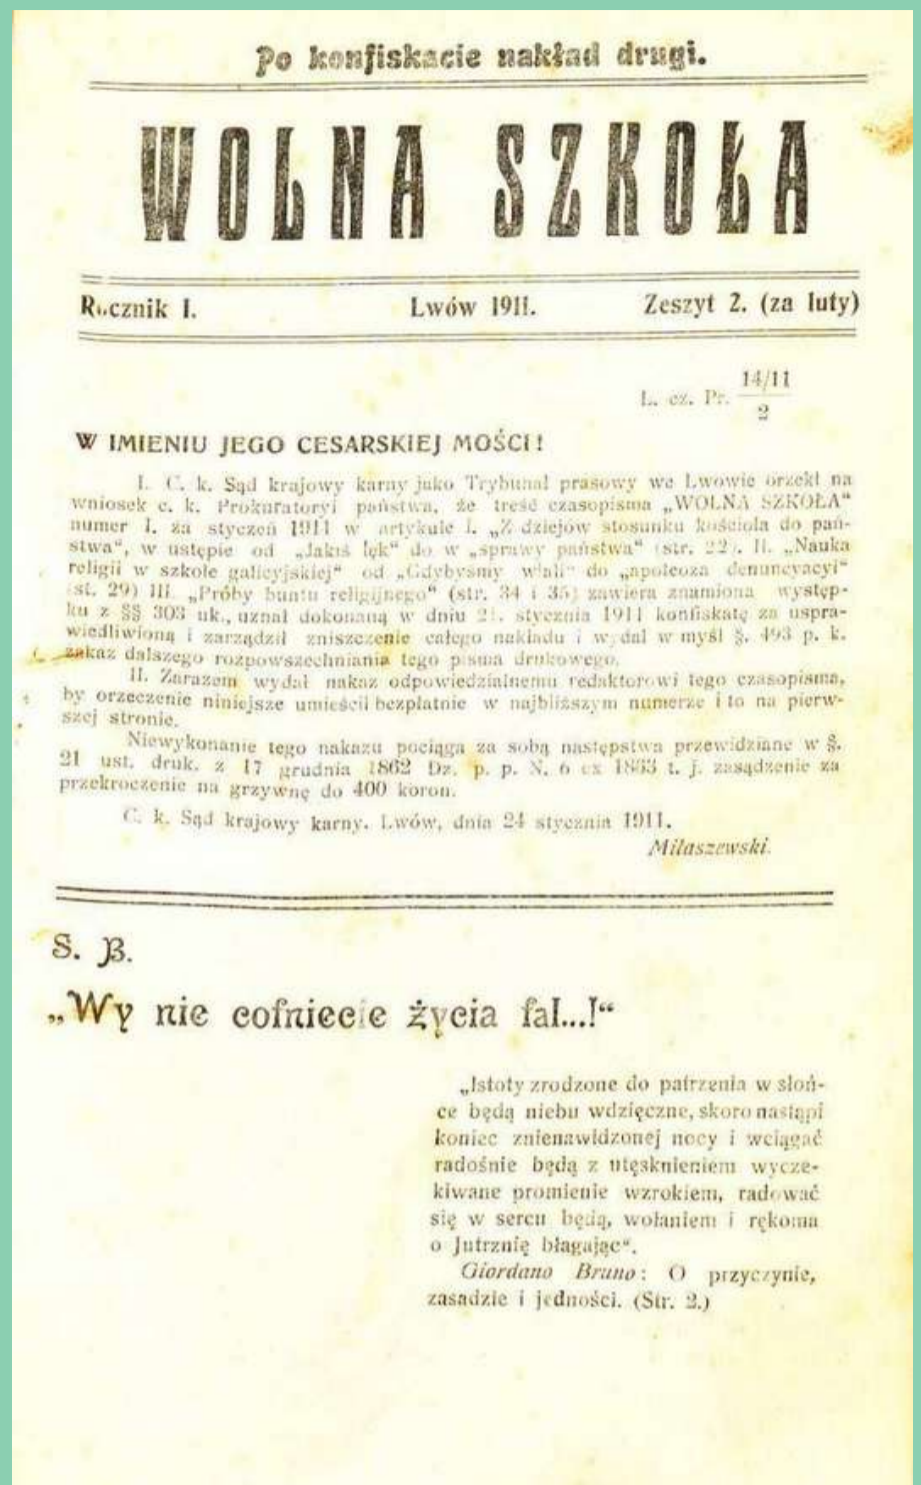 Po konfiskacie nakład drugi.
WOLNA SZKOŁA
Rocznik I. Lwów 1911. Zeszyt 2. (za luty)
L. cz. Pr. 14/11
2
W IMIENIU JEGO CESARSKIEJ MOŚCI!
I. C. k. Sąd krajowy karny jako Trybunał prasowy we Lwowie orzekł na
wniosek c. k. Prokuratoryi państwa, że treść czasopisma „WOLNA SZKOŁA"
numer I. za styczeń 1911 w artykule I. „Z dziejów stosunku kościoła do pań-
stwa", w ustępie od „Jakiś lęk" do w „sprawy państwa" (str. 22). II. „Nauka
religii w szkole galicyjskiej" od „Gdybyśmy" do „apoteoza denuncyacyi"
(st. 29) III. „Próby buntu religijnego" (str. 34 i 35) zawiera znamiona występ-
ku z §§ 303 uk., uznał dokonaną w dniu 21. stycznia 1911 konfiskatę za uspra-
wiedliwioną i zarządził zniszczenie całego nakładu i wydał w myśl §. 493 p. k.
zakaz dalszego rozpowszechniania tego pisma drukowego.
II. Zarazem wydał nakaz odpowiedzialnemu redaktorowi tego czasopisma,
by orzeczenie niniejsze umieścił bezpłatnie w najbliższym numerze i to na pierw-
szej stronie.
Niewykonanie tego nakazu pociąga za sobą następstwa przewidziane w §.
21 ust. druk. z 17 grudnia 1862 Dz. p. p. N. 6 ex 1863 t. j. zasądzenie za
przekroczenie na grzywnę do 400 koron.
C. k. Sąd krajowy karny. Lwów, dnia 24 stycznia 1911.
Miłaszewski.
S. B.
„Wy nie cofniecie życia fal...!"
„Istoty zrodzone do patrzenia w słoń-
ce będą niebu wdzięczne, skoro nastąpi
koniec znienawidzonej nocy i wciągać
radośnie będą z utęsknieniem wycze-
kiwane promienie wzrokiem, radować
się w sercu będą, wołaniem i rękoma
o Jutrznię błagając".
Giordano Bruno: O przyczynie,
zasadzie i jedności. (Str. 2.)